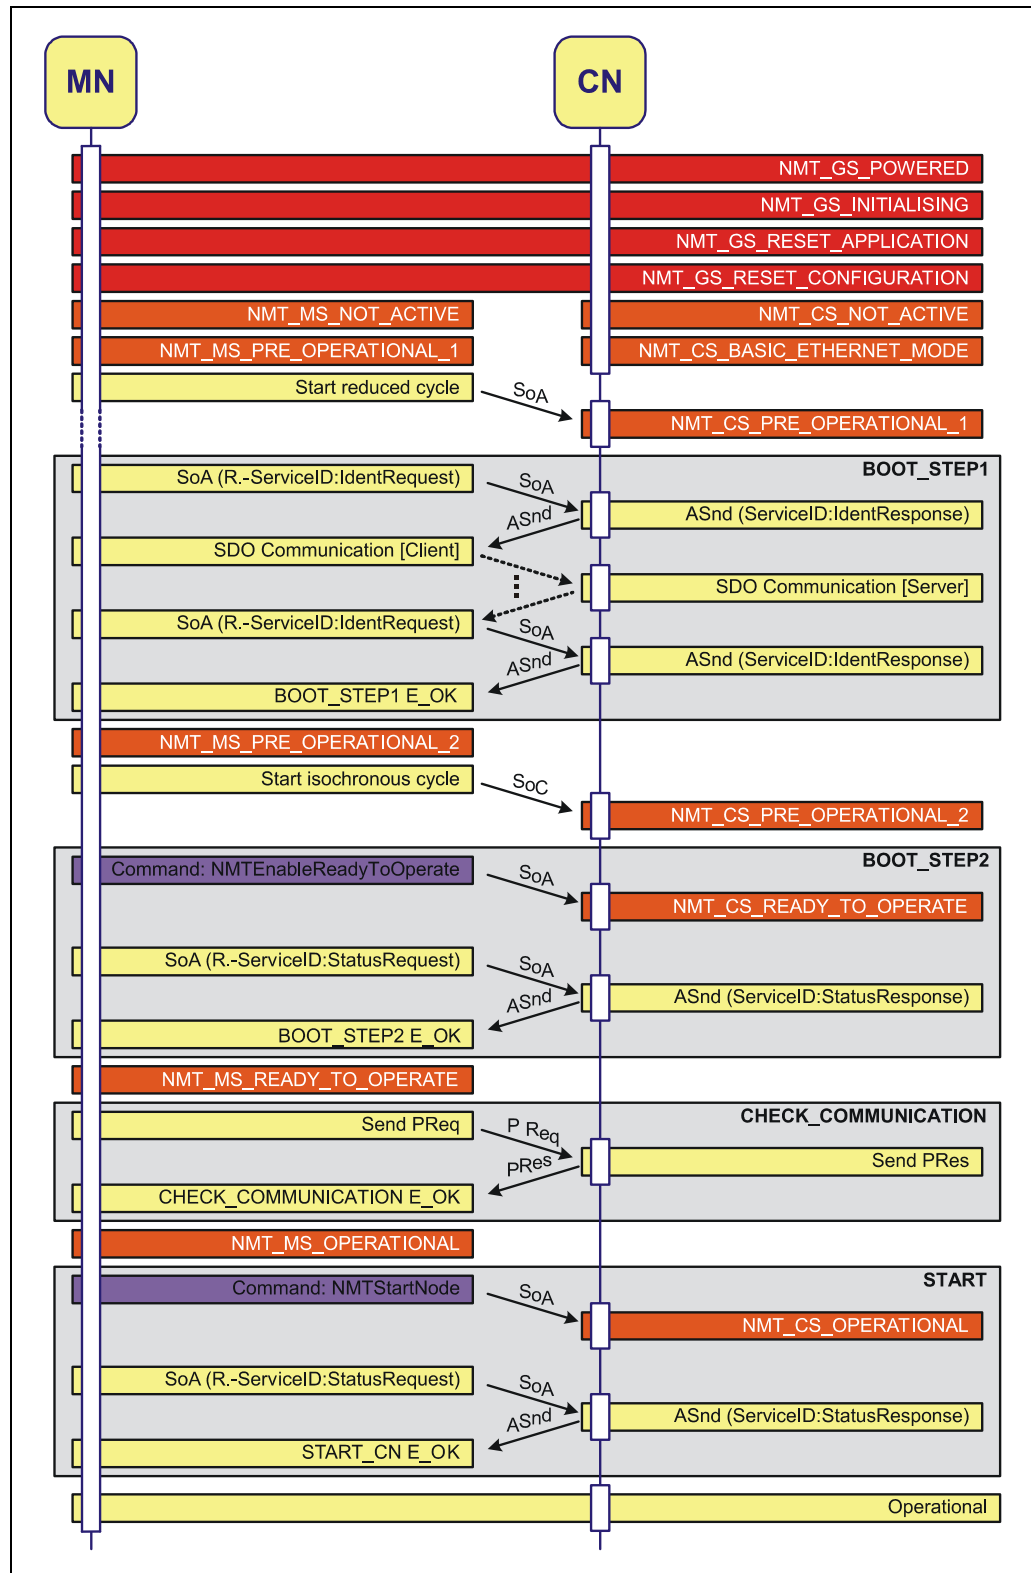 MN
CN
NMT_GS_POWERED
NMT_GS_INITIALISING
NMT_GS_RESET_APPLICATION
NMT_GS_RESET_CONFIGURATION
NMT_MS_NOT_ACTIVE
NMT_CS_NOT_ACTIVE
NMT_MS_PRE_OPERATIONAL_1
NMT_CS_BASIC_ETHERNET_MODE
Start reduced cycle
SoA
NMT_CS_PRE_OPERATIONAL_1
BOOT_STEP1
SoA (R.-ServiceID:IdentRequest)
SoA
ASnd (ServiceID:IdentResponse)
ASnd
SDO Communication [Client]
SDO Communication [Server]
SoA (R.-ServiceID:IdentRequest)
SoA
ASnd (ServiceID:IdentResponse)
ASnd
BOOT_STEP1 E_OK
NMT_MS_PRE_OPERATIONAL_2
Start isochronous cycle
SoC
NMT_CS_PRE_OPERATIONAL_2
BOOT_STEP2
Command: NMTEnableReadyToOperate
SoA
NMT_CS_READY_TO_OPERATE
SoA (R.-ServiceID:StatusRequest)
SoA
ASnd (ServiceID:StatusResponse)
ASnd
BOOT_STEP2 E_OK
NMT_MS_READY_TO_OPERATE
CHECK_COMMUNICATION
Send PReq
P Req
Send PRes
PRes
CHECK_COMMUNICATION E_OK
NMT_MS_OPERATIONAL
START
Command: NMTStartNode
SoA
NMT_CS_OPERATIONAL
SoA (R.-ServiceID:StatusRequest)
SoA
ASnd (ServiceID:StatusResponse)
ASnd
START_CN E_OK
Operational